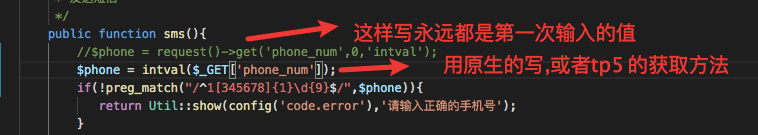 */
public function sms(){
这样写永远都是第一次输入的值
//$phone = request()->get('phone_num',0,'intval');
$phone = intval($_GET['phone_num']);
用原生的写,或者tp5 的获取方法
if(!preg_match("/^1[345678]{1}\d{9}$/",$phone)){
return Util::show(config('code.error'),'请输入正确的手机号');
}